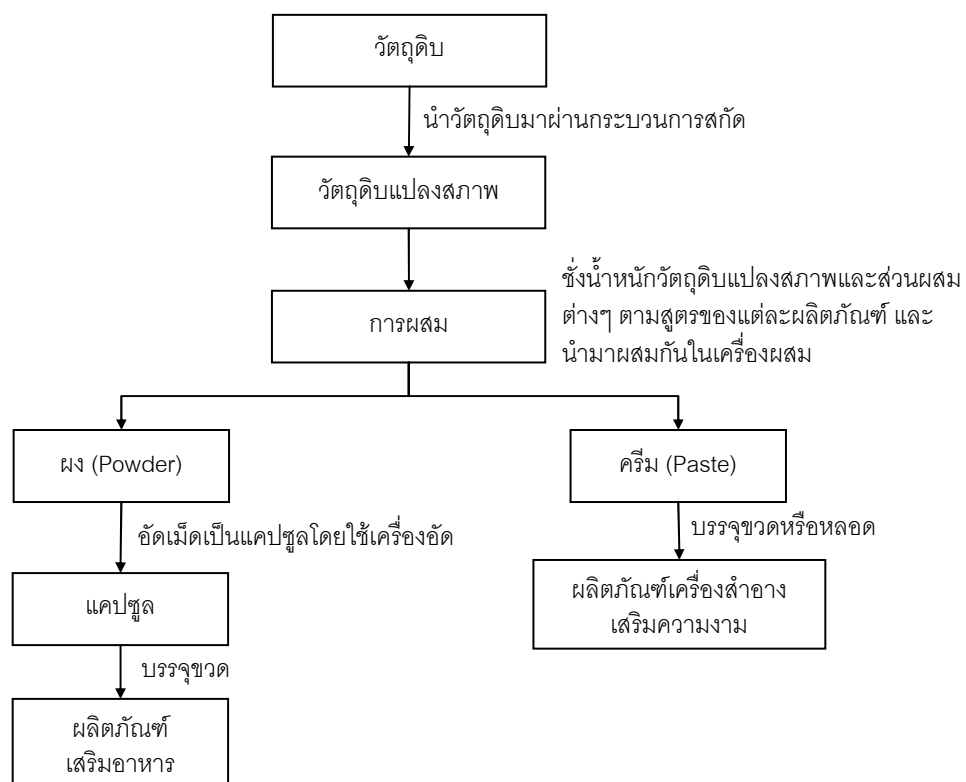 วัตถุดิบ
นำวัตถุดิบมาผ่านกระบวนการสกัด
วัตถุดิบแปลงสภาพ
ชั่งน้ำหนักวัตถุดิบแปลงสภาพและส่วนผสม
ต่างๆ ตามสูตรของแต่ละผลิตภัณฑ์ และ
นำมาผสมกันในเครื่องผสม
การผสม
ผง (Powder)
ครีม (Paste)
อัดเม็ดเป็นแคปซูลโดยใช้เครื่องอัด
บรรจุขวดหรือหลอด
แคปซูล
ผลิตภัณฑ์เครื่องสำอาง
เสริมความงาม
บรรจุขวด
ผลิตภัณฑ์
เสริมอาหาร